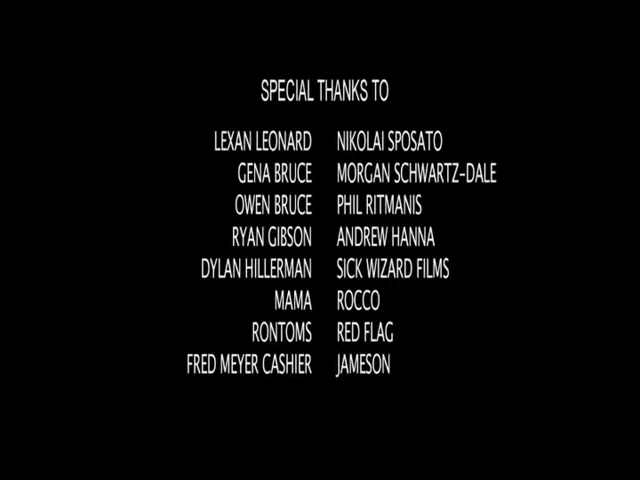 SPECIAL THANKS TO
LEXAN LEONARD NIKOLAI SPOSATO
GENA BRUCE MORGAN SCHWARTZ-DALE
OWEN BRUCE PHIL RITMANIS
RYAN GIBSON ANDREW HANNA
DYLAN HILLERMAN SICK WIZARD FILMS
MAMA ROCCO
RONTOMS RED FLAG
FRED MEYER CASHIER JAMESON